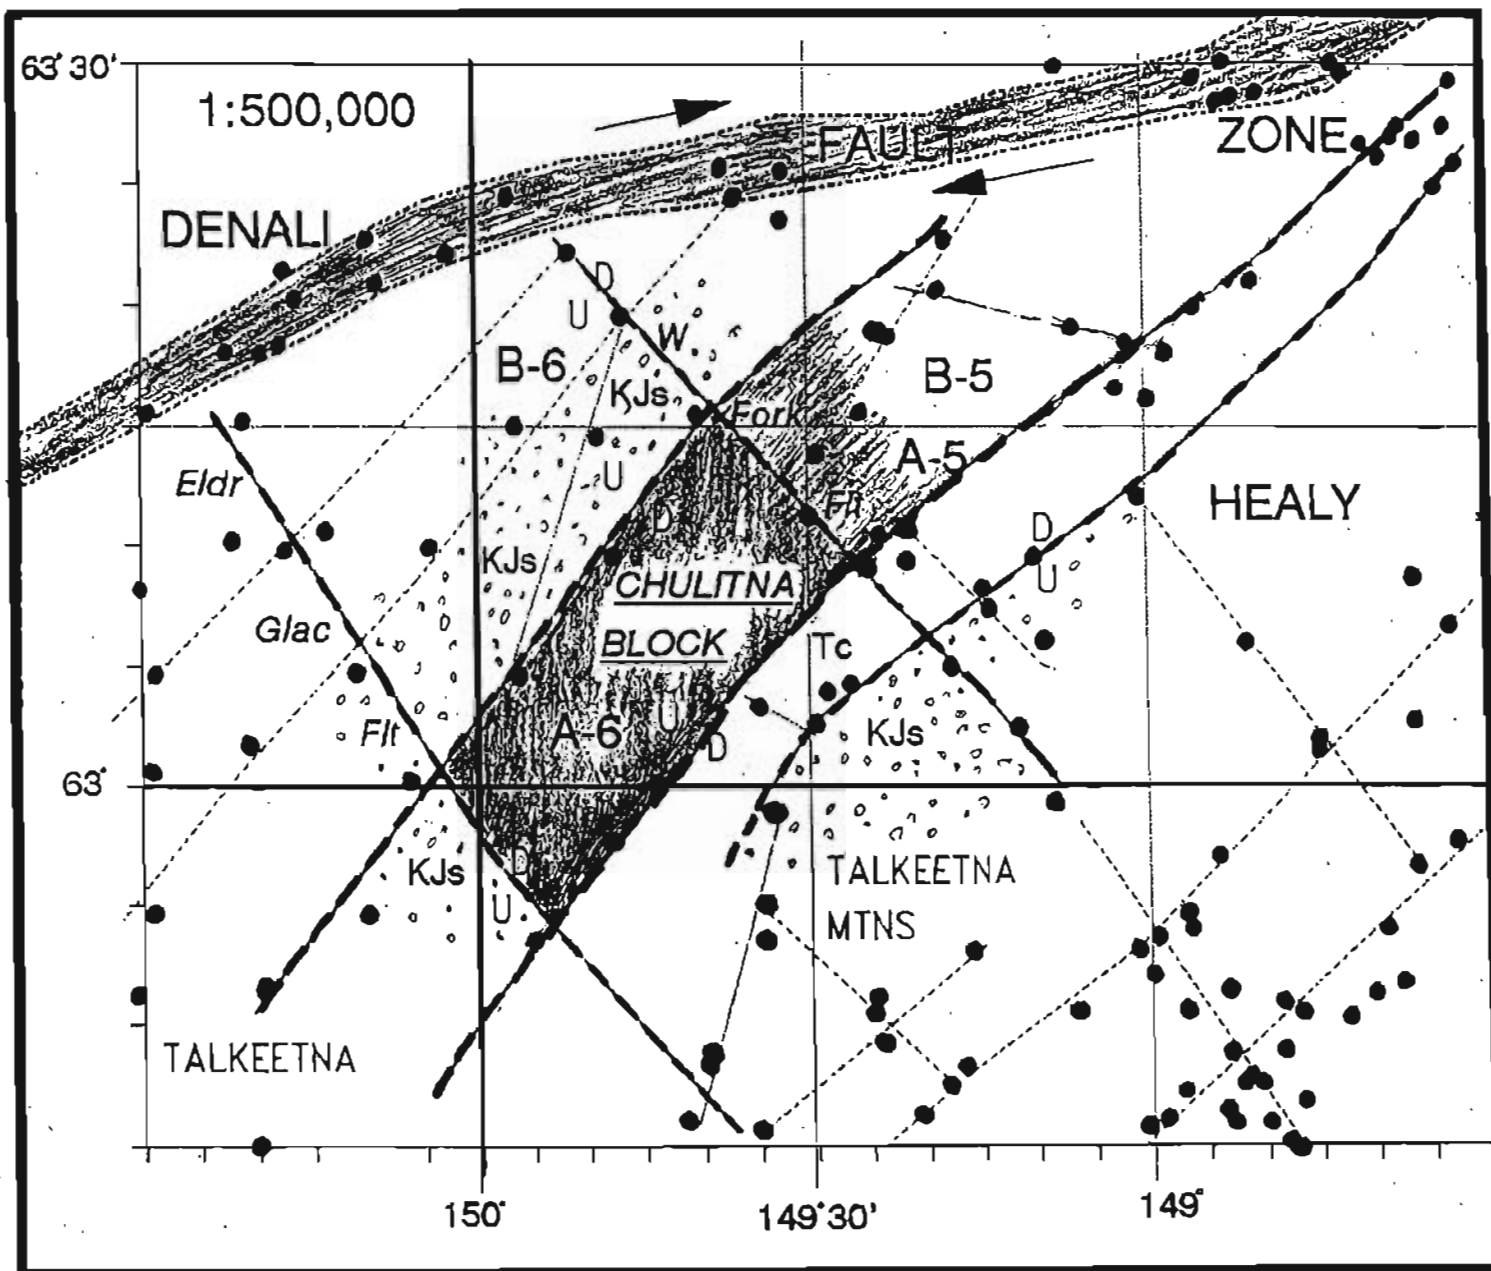 63°30'
1:500,000
FAULT
ZONE
DENALI
D
U
W
B-6
KJs
B-5
Fork
A-5
Eldr
U
D
Flt
HEALY
D
KJs
CHULITNA
U
Glac
BLOCK
Tc
U
Flt
A-6
D
KJs
63°
D
KJs
TALKEETNA
U
MTNS
TALKEETNA
150°
149°30'
149°